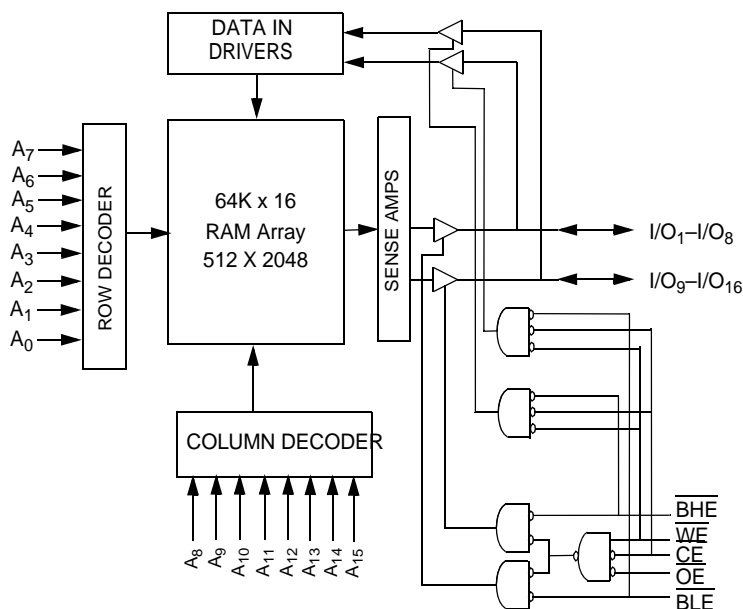 DATA IN
DRIVERS
A7
A6
A5
A4
A3
A2
A1
A0
ROW DECODER
64K x 16
RAM Array
512 X 2048
SENSE AMPS
I/O1–I/O8
I/O9–I/O16
COLUMN DECODER
A8
A9
A10
A11
A12
A13
A14
A15
BHE
WE
CE
OE
BLE